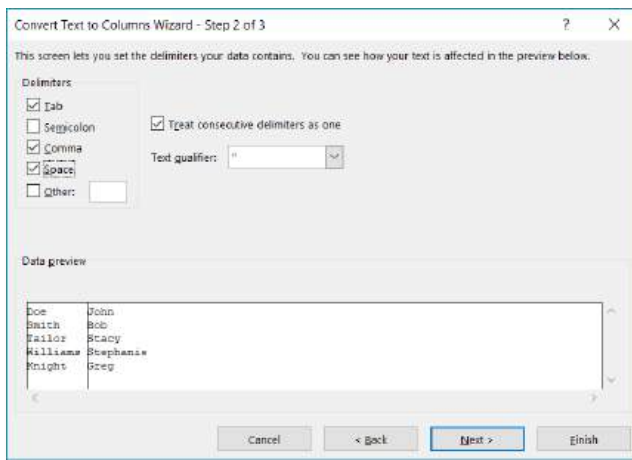 Convert Text to Columns Wizard - Step 2 of 3 ? X
This screen lets you set the delimiters your data contains. You can see how your text is affected in the preview below.
Delimiters
Tab
Semicolon
Comma
Space
Other:
Treat consecutive delimiters as one
Text qualifier: "
Data preview
Doe John
Smith Bob
Tailor Stacy
Williams Stephanie
Knight Greg
Cancel < Back Next > Finish